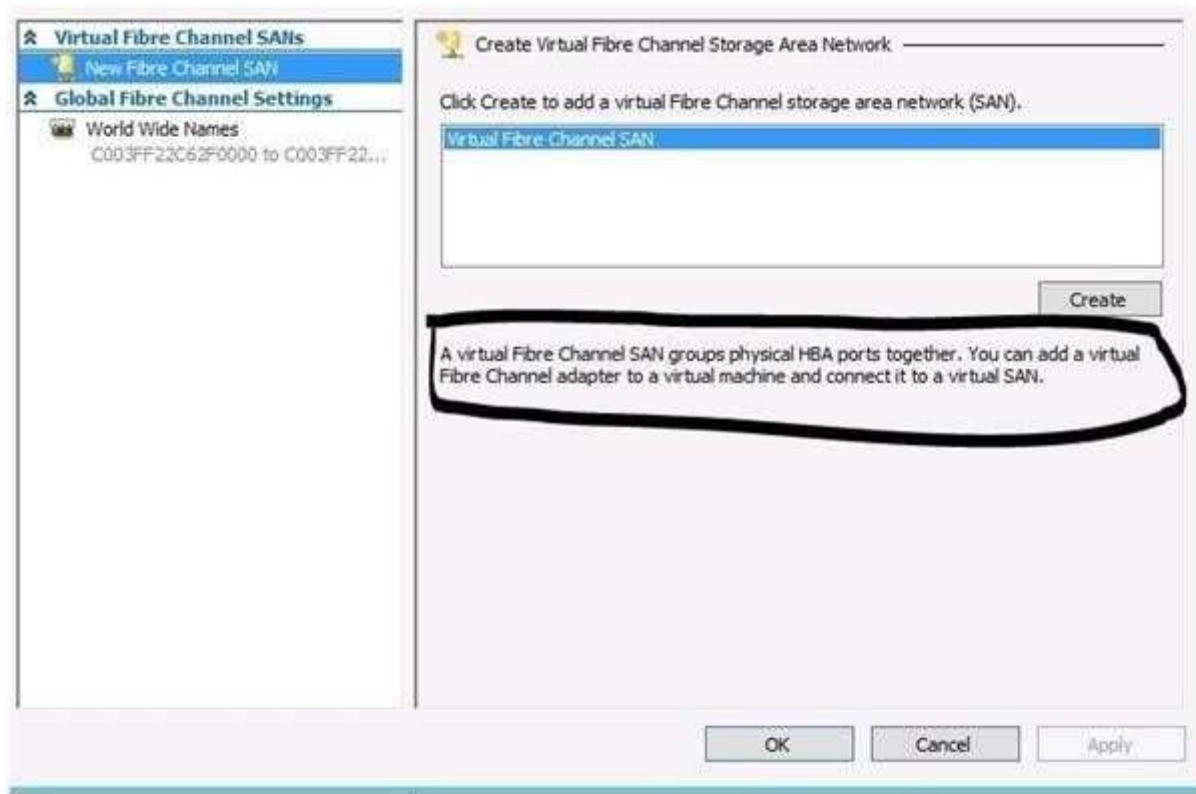 Virtual Fibre Channel SANs
New Fibre Channel SAN
Global Fibre Channel Settings
World Wide Names
C003FF22C62F0000 to C003FF22...
Create Virtual Fibre Channel Storage Area Network
Click Create to add a virtual Fibre Channel storage area network (SAN).
Virtual Fibre Channel SAN
Create
A virtual Fibre Channel SAN groups physical HBA ports together. You can add a virtual
Fibre Channel adapter to a virtual machine and connect it to a virtual SAN.
OK
Cancel
Apply